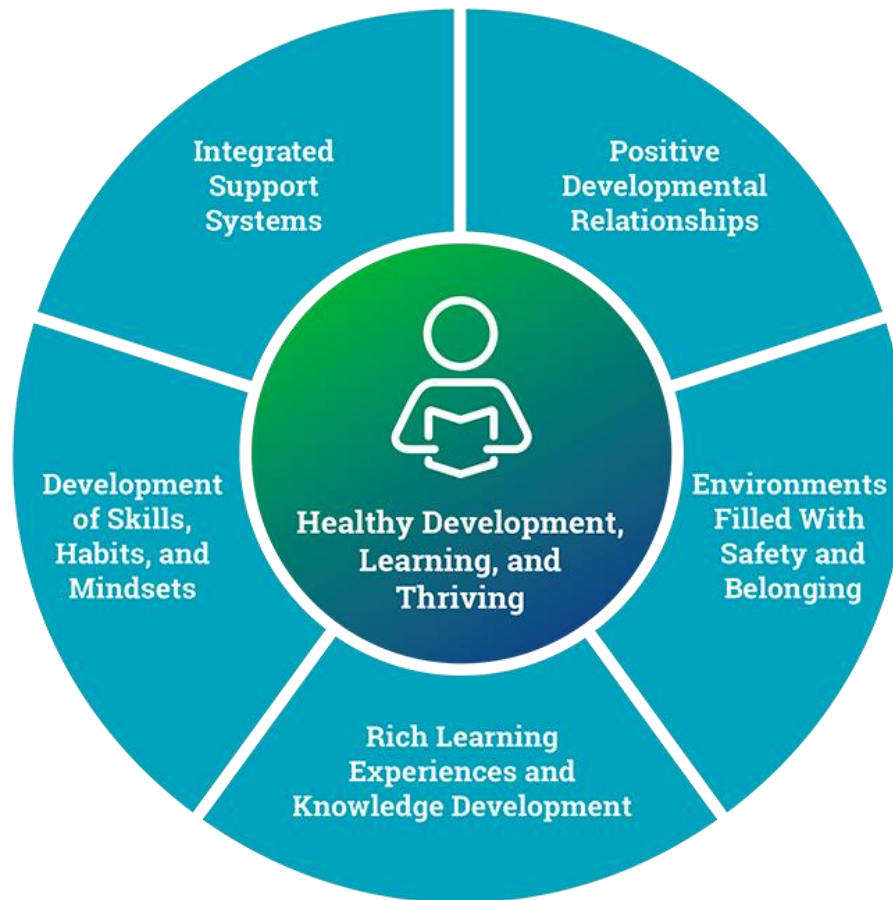 Integrated
Support
Systems
Positive
Developmental
Relationships
Development
of Skills,
Habits, and
Mindsets
Healthy Development,
Learning, and
Thriving
Environments
Filled With
Safety and
Belonging
Rich Learning
Experiences and
Knowledge Development